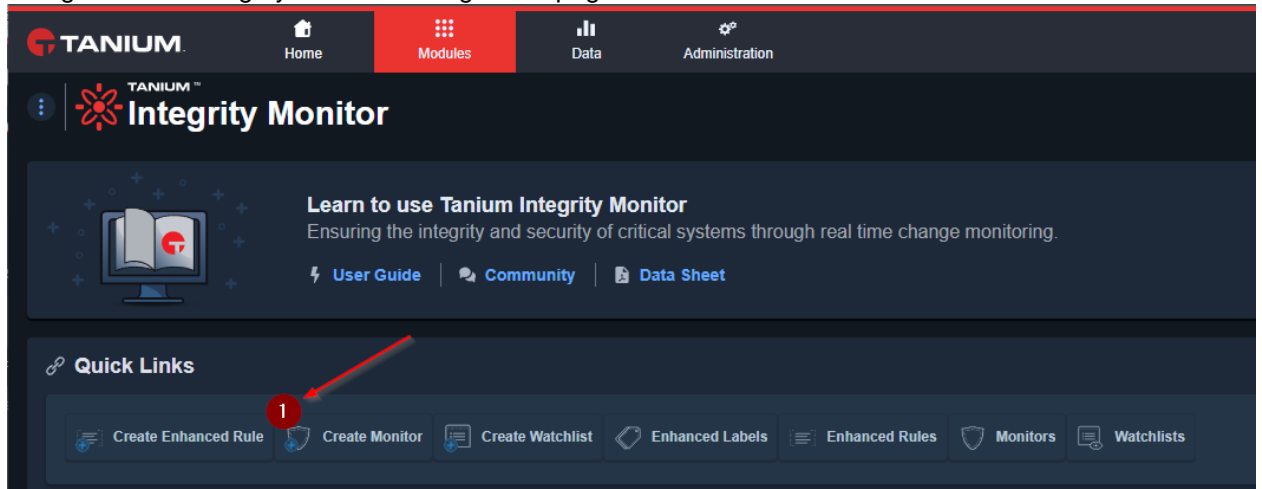 TANIUM.
Home
Modules
Data
Administration
TANIUM™
Integrity Monitor
Learn to use Tanium Integrity Monitor
Ensuring the integrity and security of critical systems through real time change monitoring.
User Guide
Community
Data Sheet
Quick Links
1
Create Enhanced Rule
Create Monitor
Create Watchlist
Enhanced Labels
Enhanced Rules
Monitors
Watchlists